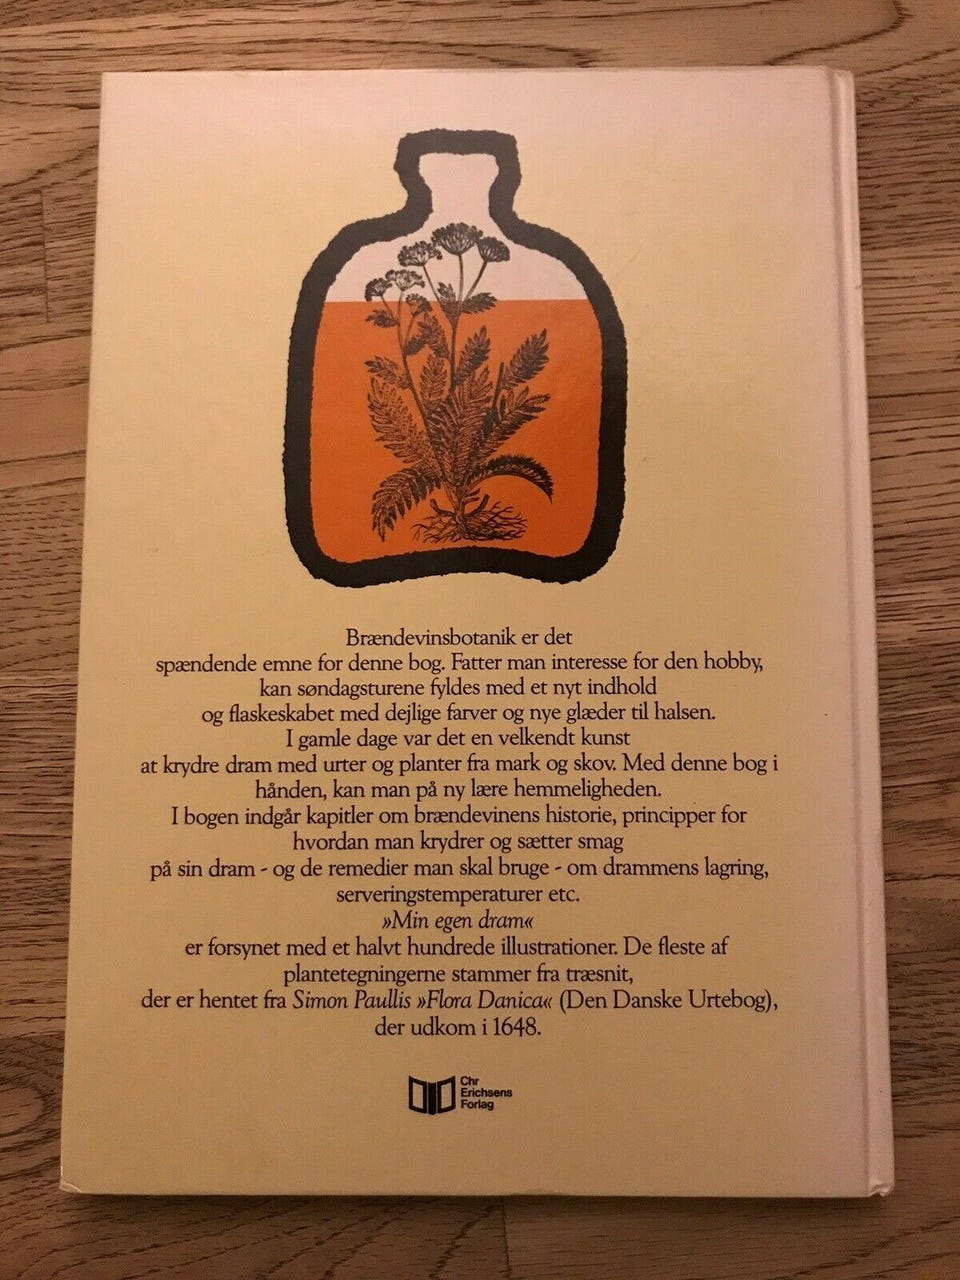 Brændevinsbotanik er det
spændende emne for denne bog. Fatter man interesse for den hobby,
kan søndagsturene fyldes med et nyt indhold
og flaskeskabet med dejlige farver og nye glæder til halsen.
I gamle dage var det en velkendt kunst
at krydre dram med urter og planter fra mark og skov. Med denne bog i
hånden, kan man på ny lære hemmeligheden.
I bogen indgår kapitler om brændevinens historie, principper for
hvordan man krydrer og sætter smag
på sin dram - og de remedier man skal bruge - om drammens lagring,
serveringstemperaturer etc.
»Min egen dram«
er forsynet med et halvt hundrede illustrationer. De fleste af
plantetegningerne stammer fra træsnit,
der er hentet fra Simon Paullis »Flora Danica« (Den Danske Urtebog),
der udkom i 1648.
Chr
Erichsens
Forlag